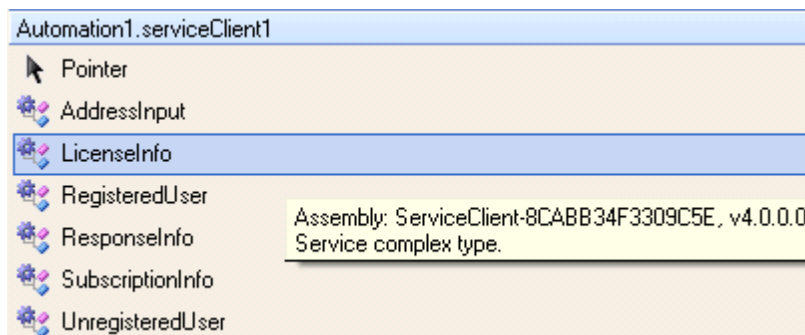 Automation1.serviceClient1
Pointer
AddressInput
LicenseInfo
RegisteredUser
Assembly: ServiceClient-8CABB34F3309C5E, v4.0.0.0
ResponseInfo
Service complex type.
SubscriptionInfo
UnregisteredUser